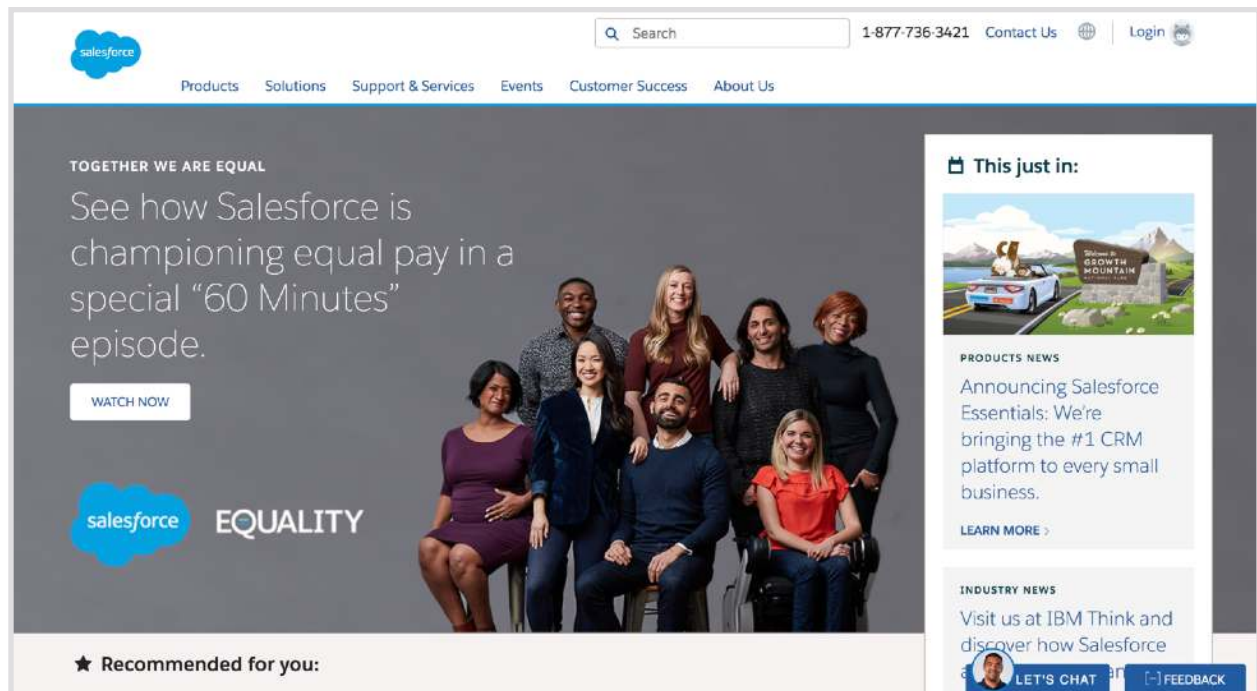 salesforce
Search
1-877-736-3421 Contact Us
Login
Products Solutions Support & Services Events Customer Success About Us
TOGETHER WE ARE EQUAL
See how Salesforce is
championing equal pay in a
special “60 Minutes”
episode.
WATCH NOW
salesforce EQUALITY
This just in:
Welcome to
GROWTH
MOUNTAIN
PRODUCTS NEWS
Announcing Salesforce
Essentials: We're
bringing the #1 CRM
platform to every small
business.
LEARN MORE >
INDUSTRY NEWS
Visit us at IBM Think and
discover how Salesforce
Recommended for you:
LET'S CHAT
[-] FEEDBACK